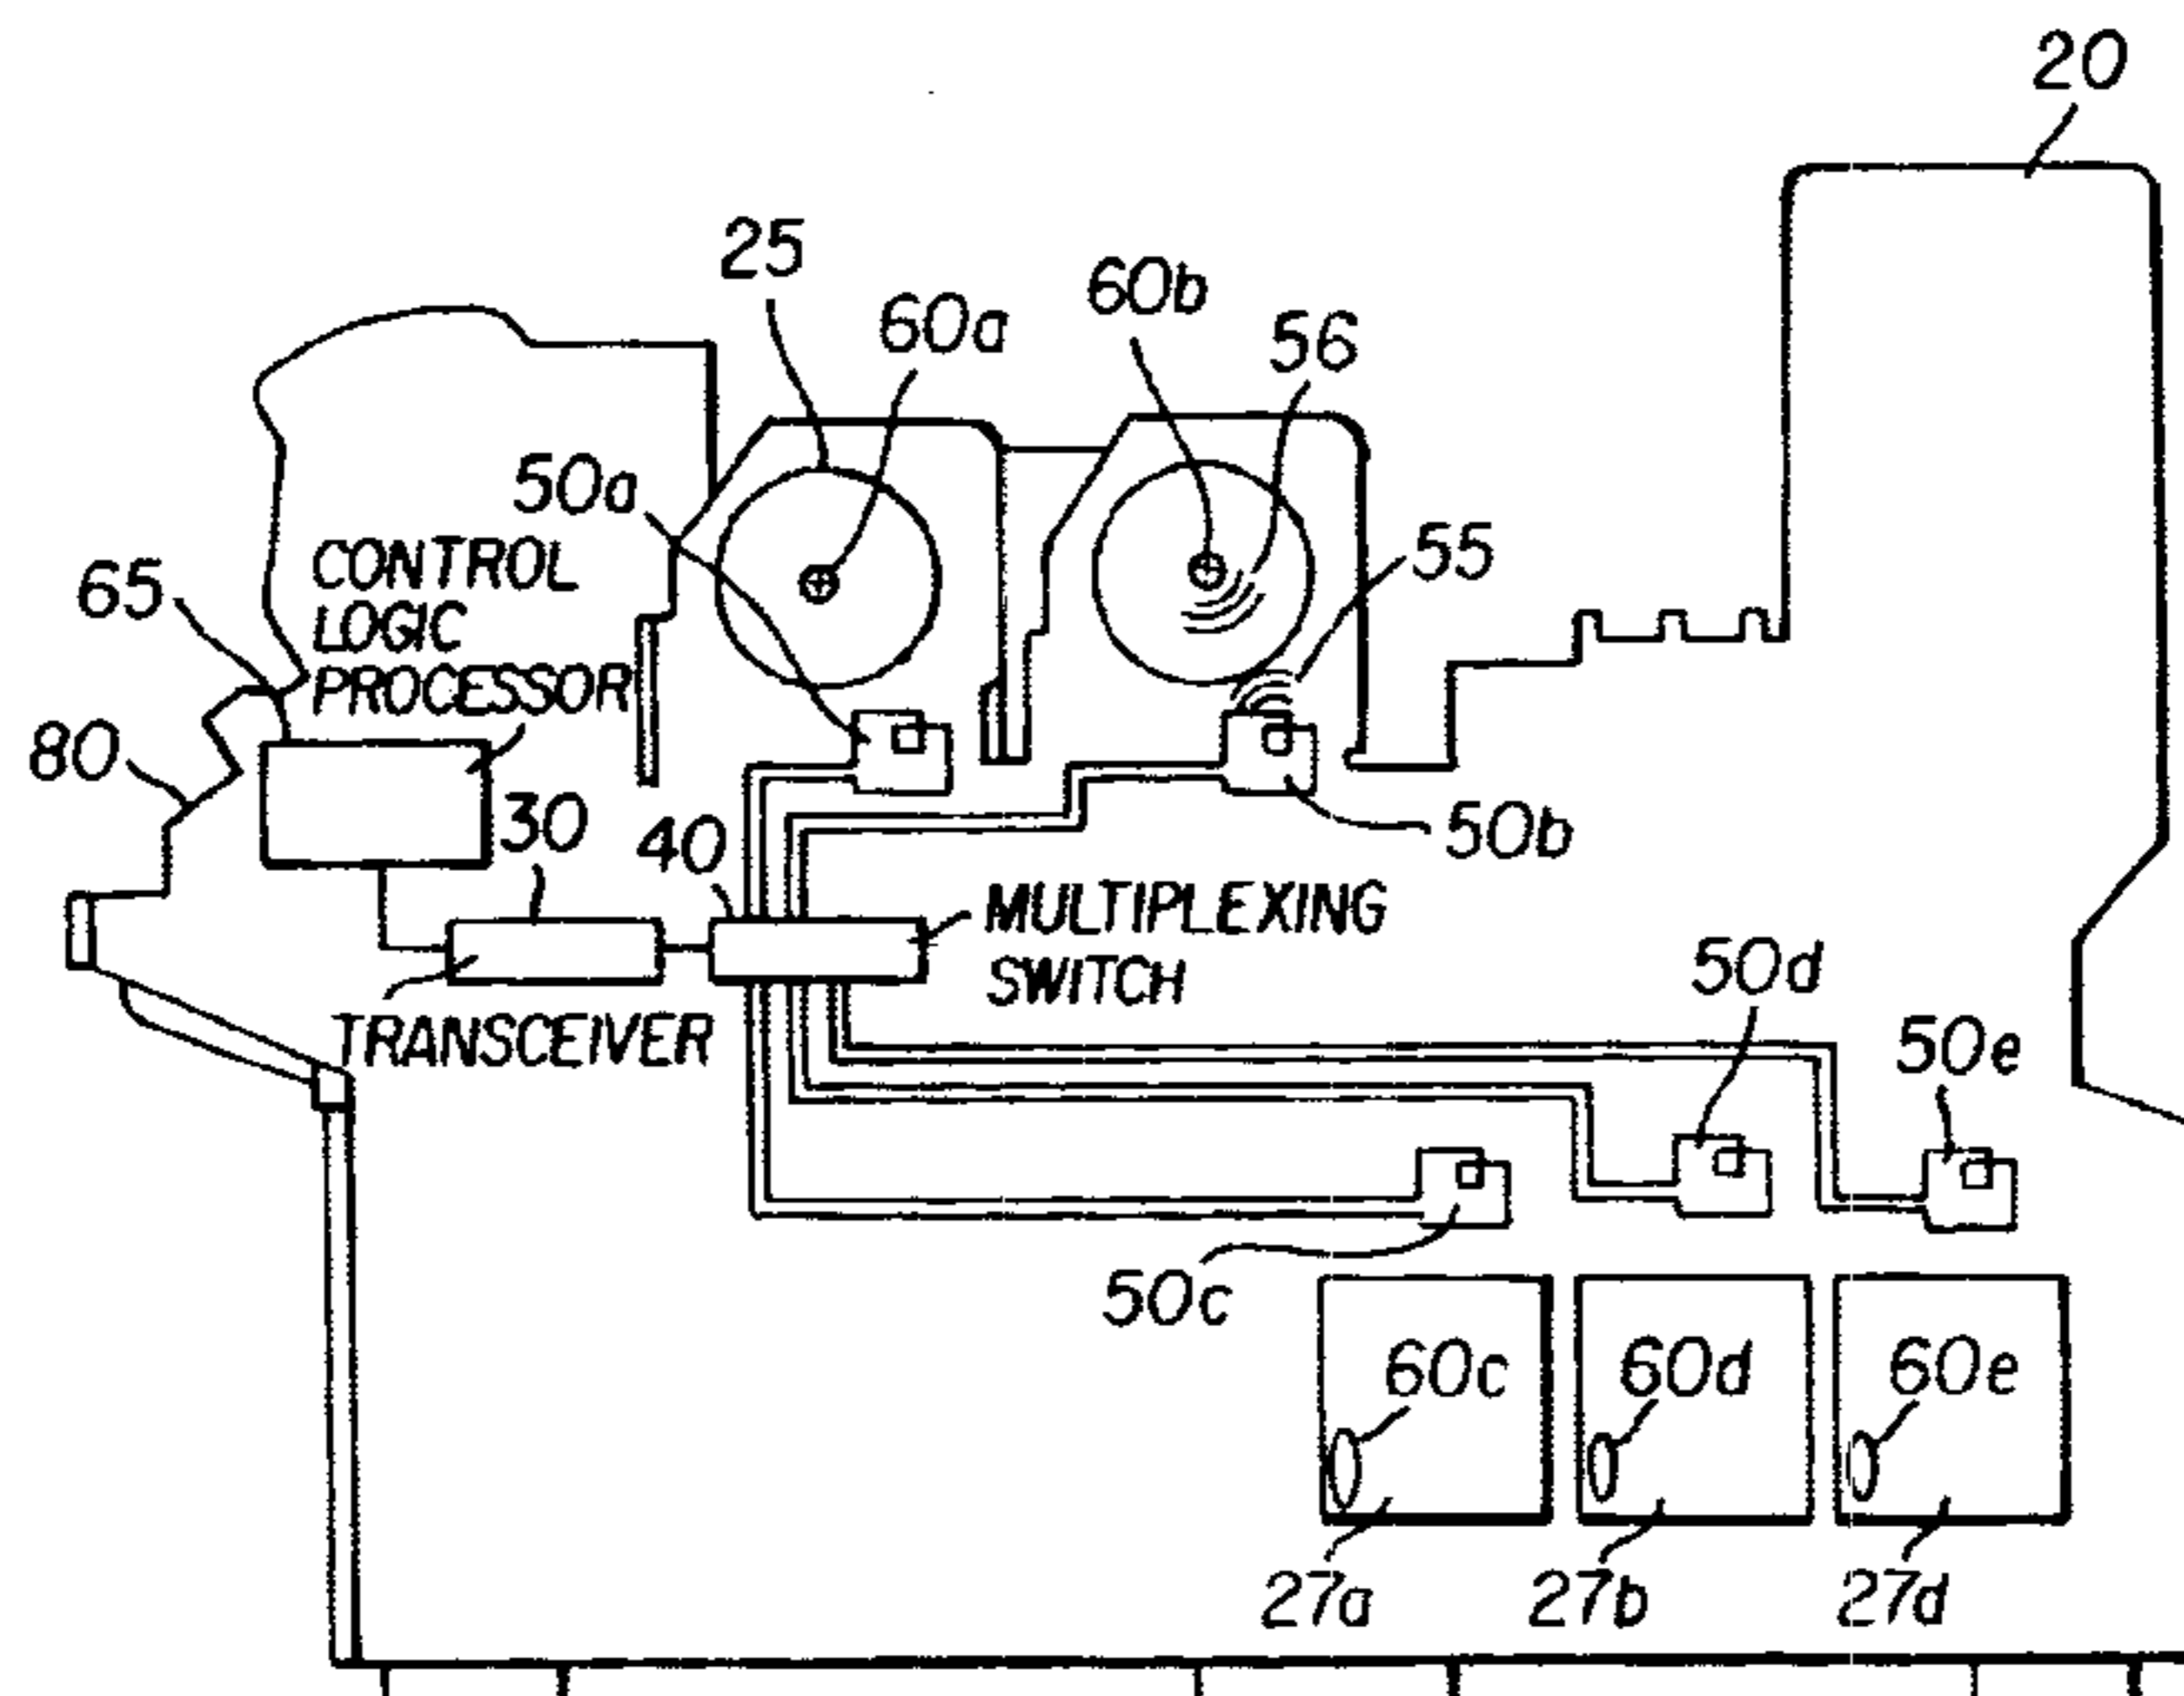 20
25
60a
60b
56
50a
55
65
CONTROL
LOGIC
PROCESSOR
80
30
40
50b
MULTIPLEXING
SWITCH
50d
TRANSCEIVER
50e
50c
60c
60d
60e
27a
27b
27d